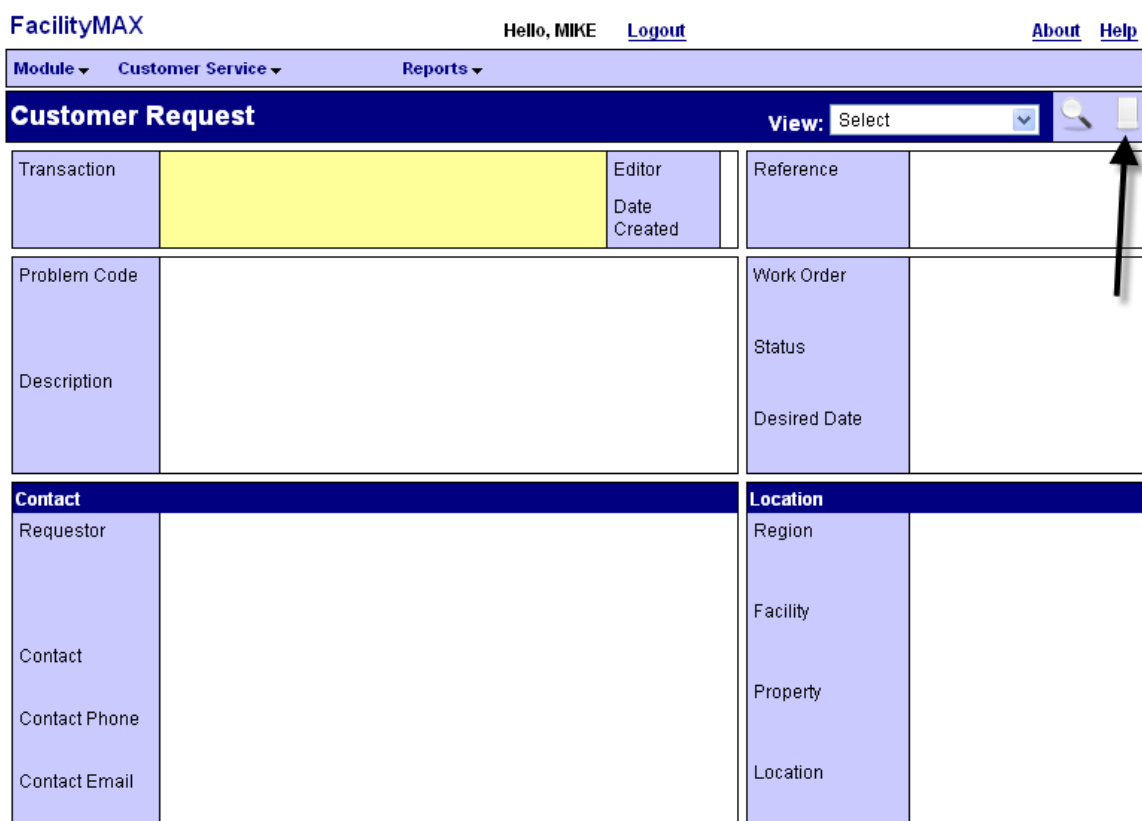 FacilityMAX Hello, MIKE Logout About Help
Module Customer Service Reports
Customer Request View: Select
Transaction Editor Reference
Date
Created
Problem Code Work Order
Status
Description
Desired Date
Contact Location
Requestor Region
Facility
Contact
Property
Contact Phone
Location
Contact Email